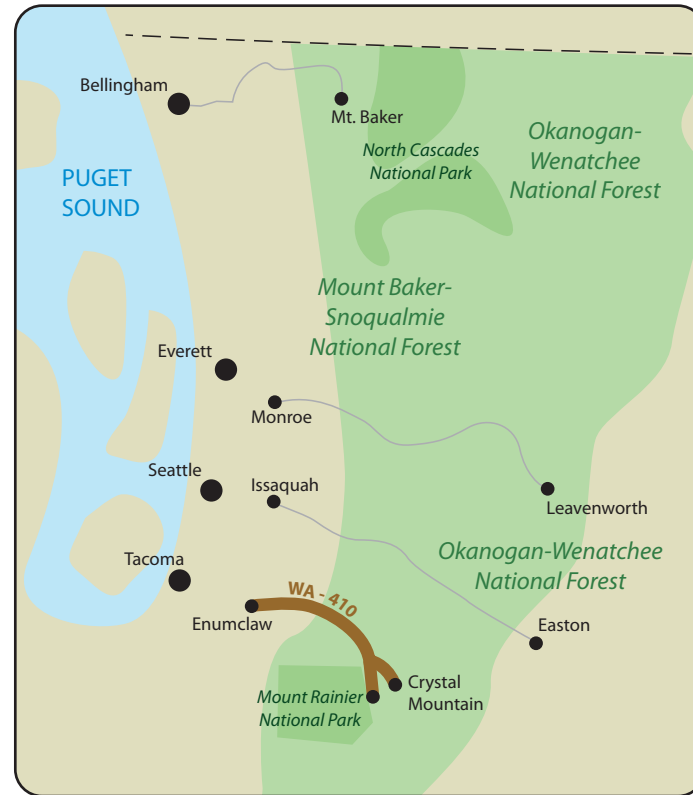 Bellingham
Mt. Baker
North Cascades
National Park
Okanogan-
Wenatchee
National Forest
PUGET
SOUND
Mount Baker-
Snoqualmie
National Forest
Everett
Monroe
Seattle
Issaquah
Leavenworth
Okanogan-Wenatchee
National Forest
Tacoma
WA - 410
Enumclaw
Easton
Crystal
Mountain
Mount Rainier
National Park